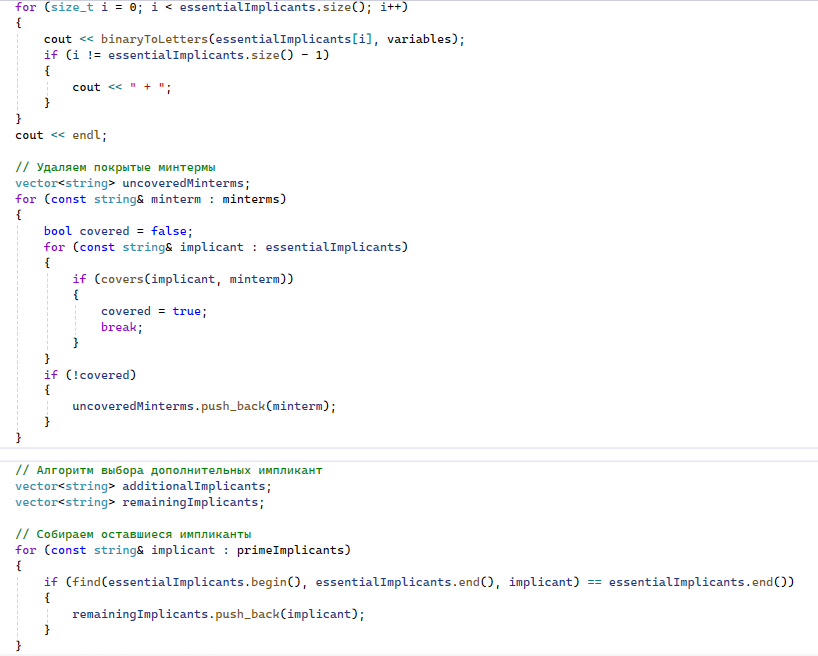 for (size_t i = 0; i < essentialImplicants.size(); i++)
{
    cout << binaryToLetters(essentialImplicants[i], variables);
    if (i != essentialImplicants.size() - 1)
    {
        cout << " + ";
    }
}
cout << endl;

// Удаляем покрытые минтермы
vector<string> uncoveredMinterms;
for (const string& minterm : minterms)
{
    bool covered = false;
    for (const string& implicant : essentialImplicants)
    {
        if (covers(implicant, minterm))
        {
            covered = true;
            break;
        }
    }
    if (!covered)
    {
        uncoveredMinterms.push_back(minterm);
    }
}

// Алгоритм выбора дополнительных импликант
vector<string> additionalImplicants;
vector<string> remainingImplicants;

// Собираем оставшиеся импликанты
for (const string& implicant : primeImplicants)
{
    if (find(essentialImplicants.begin(), essentialImplicants.end(), implicant) == essentialImplicants.end())
    {
        remainingImplicants.push_back(implicant);
    }
}